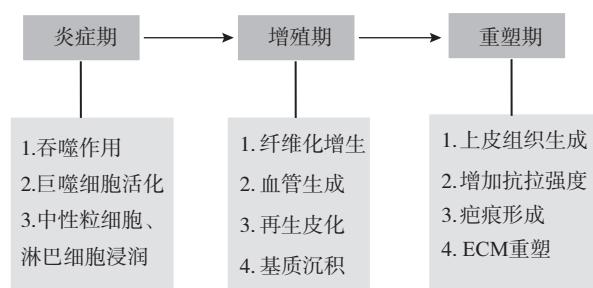 炎症期
增殖期
重塑期
1.吞噬作用
2.巨噬细胞活化
3.中性粒细胞、
淋巴细胞浸润
1. 纤维化增生
2. 血管生成
3. 再生皮化
4. 基质沉积
1.上皮组织生成
2. 增加抗拉强度
3.疤痕形成
4. ECM重塑